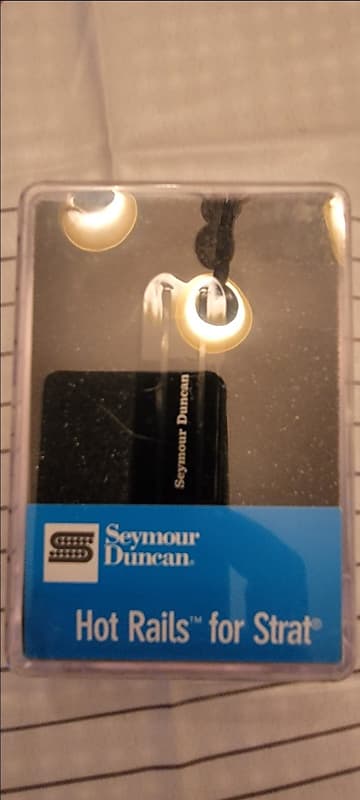 Seymour Duncan
Seymour
Duncan®
Hot Rails™ for Strat®